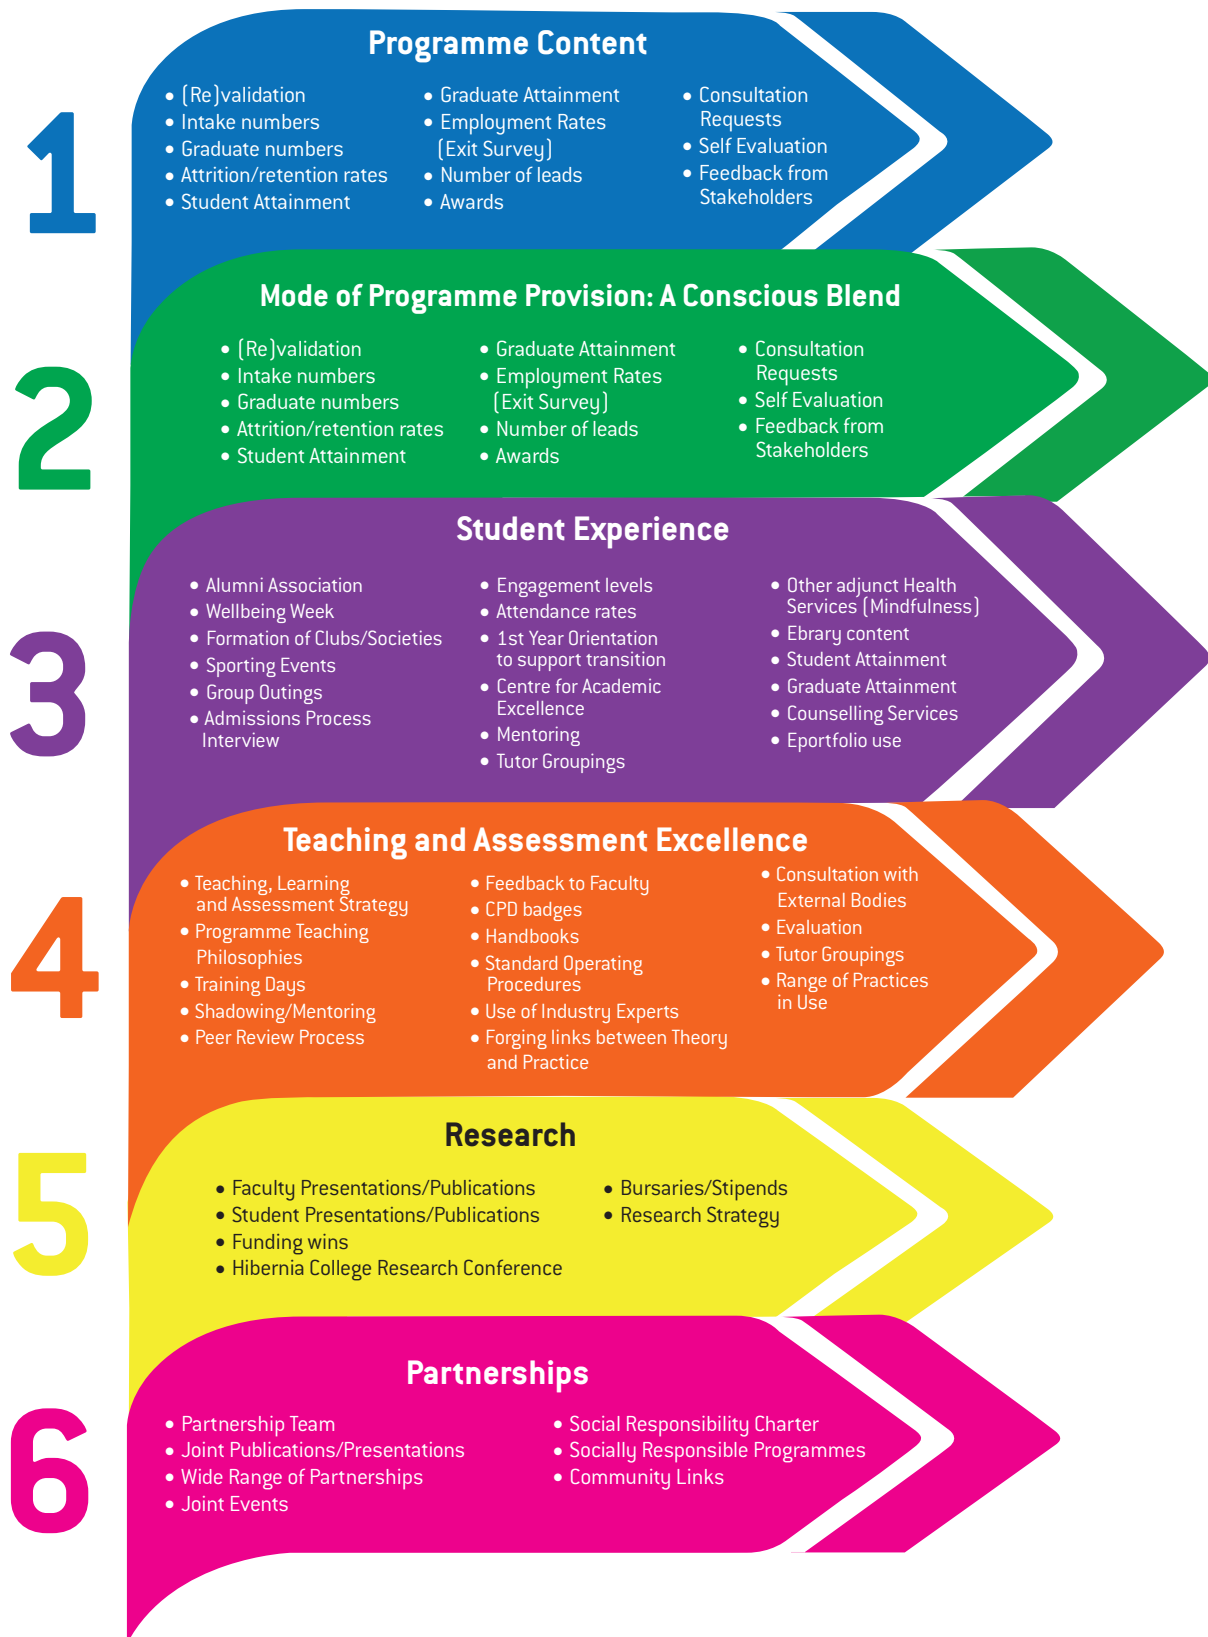 1
Programme Content
• (Re)validation
• Intake numbers
• Graduate numbers
• Attrition/retention rates
• Student Attainment
• Graduate Attainment
• Employment Rates
(Exit Survey)
• Number of leads
• Awards
• Consultation
Requests
• Self Evaluation
• Feedback from
Stakeholders
2
Mode of Programme Provision: A Conscious Blend
• (Re)validation
• Intake numbers
• Graduate numbers
• Attrition/retention rates
• Student Attainment
• Graduate Attainment
• Employment Rates
(Exit Survey)
• Number of leads
• Awards
• Consultation
Requests
• Self Evaluation
• Feedback from
Stakeholders
3
Student Experience
• Alumni Association
• Wellbeing Week
• Formation of Clubs/Societies
• Sporting Events
• Group Outings
• Admissions Process
Interview
• Engagement levels
• Attendance rates
• 1st Year Orientation
to support transition
• Centre for Academic
Excellence
• Mentoring
• Tutor Groupings
• Other adjunct Health
Services (Mindfulness)
• Ebrary content
• Student Attainment
• Graduate Attainment
• Counselling Services
• Eportfolio use
4
Teaching and Assessment Excellence
• Teaching, Learning
and Assessment Strategy
• Programme Teaching
Philosophies
• Training Days
• Shadowing/Mentoring
• Peer Review Process
• Feedback to Faculty
• CPD badges
• Handbooks
• Standard Operating
Procedures
• Use of Industry Experts
• Forging links between Theory
and Practice
• Consultation with
External Bodies
• Evaluation
• Tutor Groupings
• Range of Practices
in Use
5
Research
• Faculty Presentations/Publications
• Student Presentations/Publications
• Funding wins
• Hibernia College Research Conference
• Bursaries/Stipends
• Research Strategy
6
Partnerships
• Partnership Team
• Joint Publications/Presentations
• Wide Range of Partnerships
• Joint Events
• Social Responsibility Charter
• Socially Responsible Programmes
• Community Links